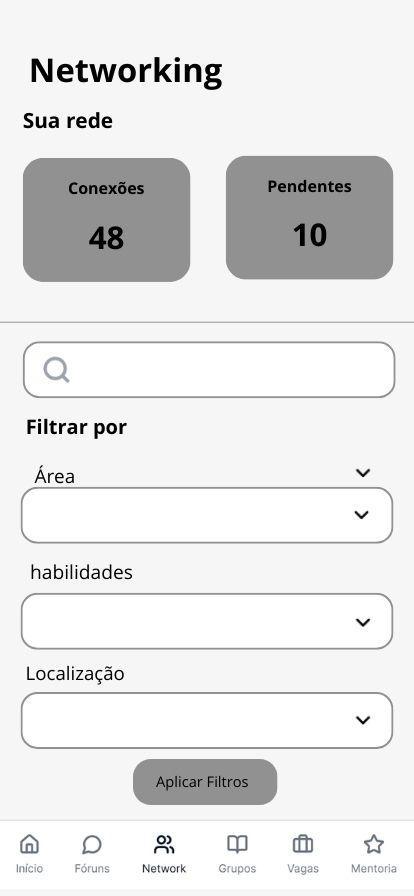 Networking
Sua rede
Conexões
Pendentes
48
10
Filtrar por
Área
habilidades
Localização
Aplicar Filtros
Início
Fóruns
Network
Grupos
Vagas
Mentoria